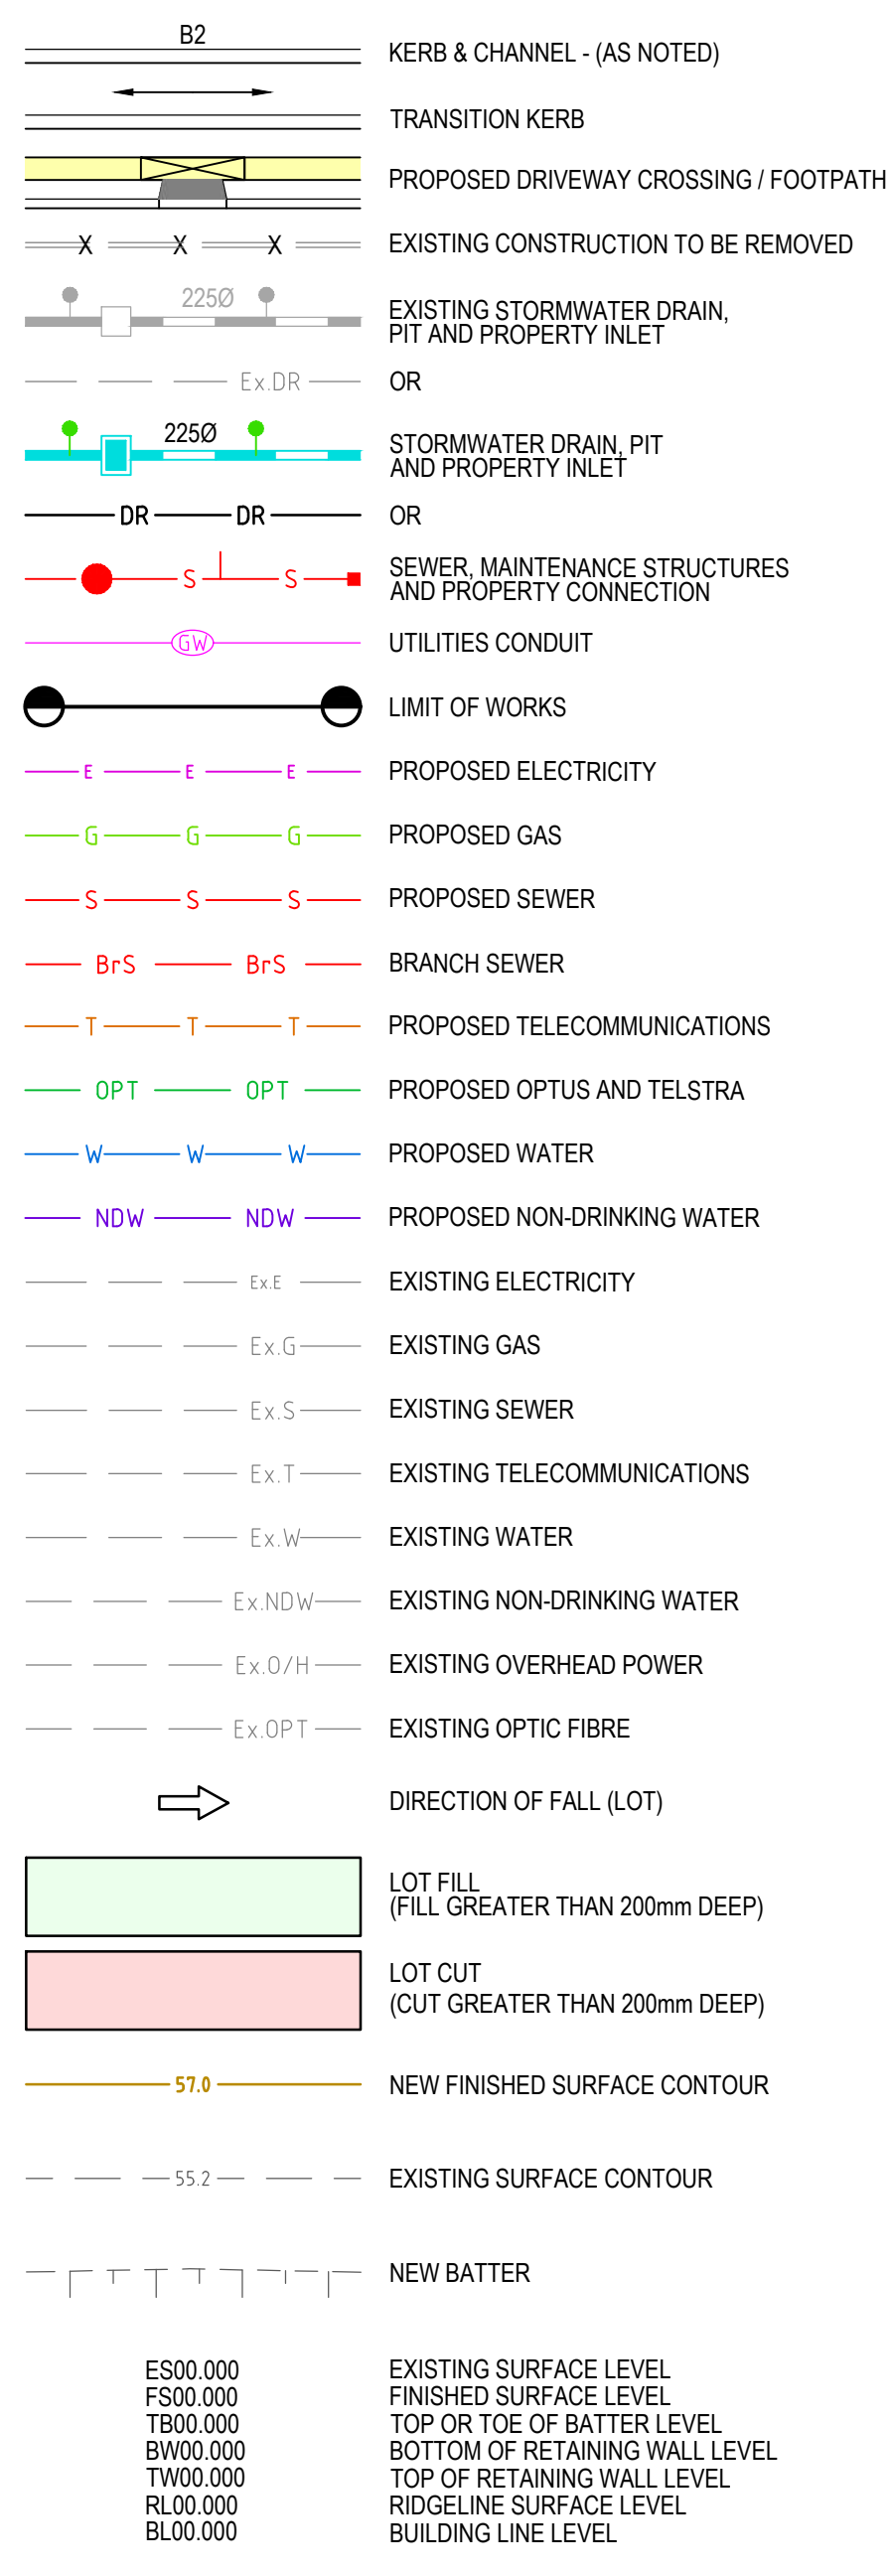 B2
KERB & CHANNEL - (AS NOTED)
TRANSITION KERB
PROPOSED DRIVEWAY CROSSING / FOOTPATH
X X X
EXISTING CONSTRUCTION TO BE REMOVED
225Ø
EXISTING STORMWATER DRAIN,
PIT AND PROPERTY INLET
Ex.DR
OR
225Ø
STORMWATER DRAIN, PIT
AND PROPERTY INLET
DR DR
OR
S S
SEWER, MAINTENANCE STRUCTURES
AND PROPERTY CONNECTION
GW
UTILITIES CONDUIT
LIMIT OF WORKS
E E E
PROPOSED ELECTRICITY
G G G
PROPOSED GAS
S S S
PROPOSED SEWER
BrS BrS
BRANCH SEWER
T T T
PROPOSED TELECOMMUNICATIONS
OPT OPT
PROPOSED OPTUS AND TELSTRA
W W W
PROPOSED WATER
NDW NDW
PROPOSED NON-DRINKING WATER
Ex.E
EXISTING ELECTRICITY
Ex.G
EXISTING GAS
Ex.S
EXISTING SEWER
Ex.T
EXISTING TELECOMMUNICATIONS
Ex.W
EXISTING WATER
Ex.NDW
EXISTING NON-DRINKING WATER
Ex.O/H
EXISTING OVERHEAD POWER
Ex.OPT
EXISTING OPTIC FIBRE
DIRECTION OF FALL (LOT)
LOT FILL
(FILL GREATER THAN 200mm DEEP)
LOT CUT
(CUT GREATER THAN 200mm DEEP)
57.0
NEW FINISHED SURFACE CONTOUR
55.2
EXISTING SURFACE CONTOUR
NEW BATTER
ES00.000 EXISTING SURFACE LEVEL
FS00.000 FINISHED SURFACE LEVEL
TB00.000 TOP OR TOE OF BATTER LEVEL
BW00.000 BOTTOM OF RETAINING WALL LEVEL
TW00.000 TOP OF RETAINING WALL LEVEL
RL00.000 RIDGELINE SURFACE LEVEL
BL00.000 BUILDING LINE LEVEL